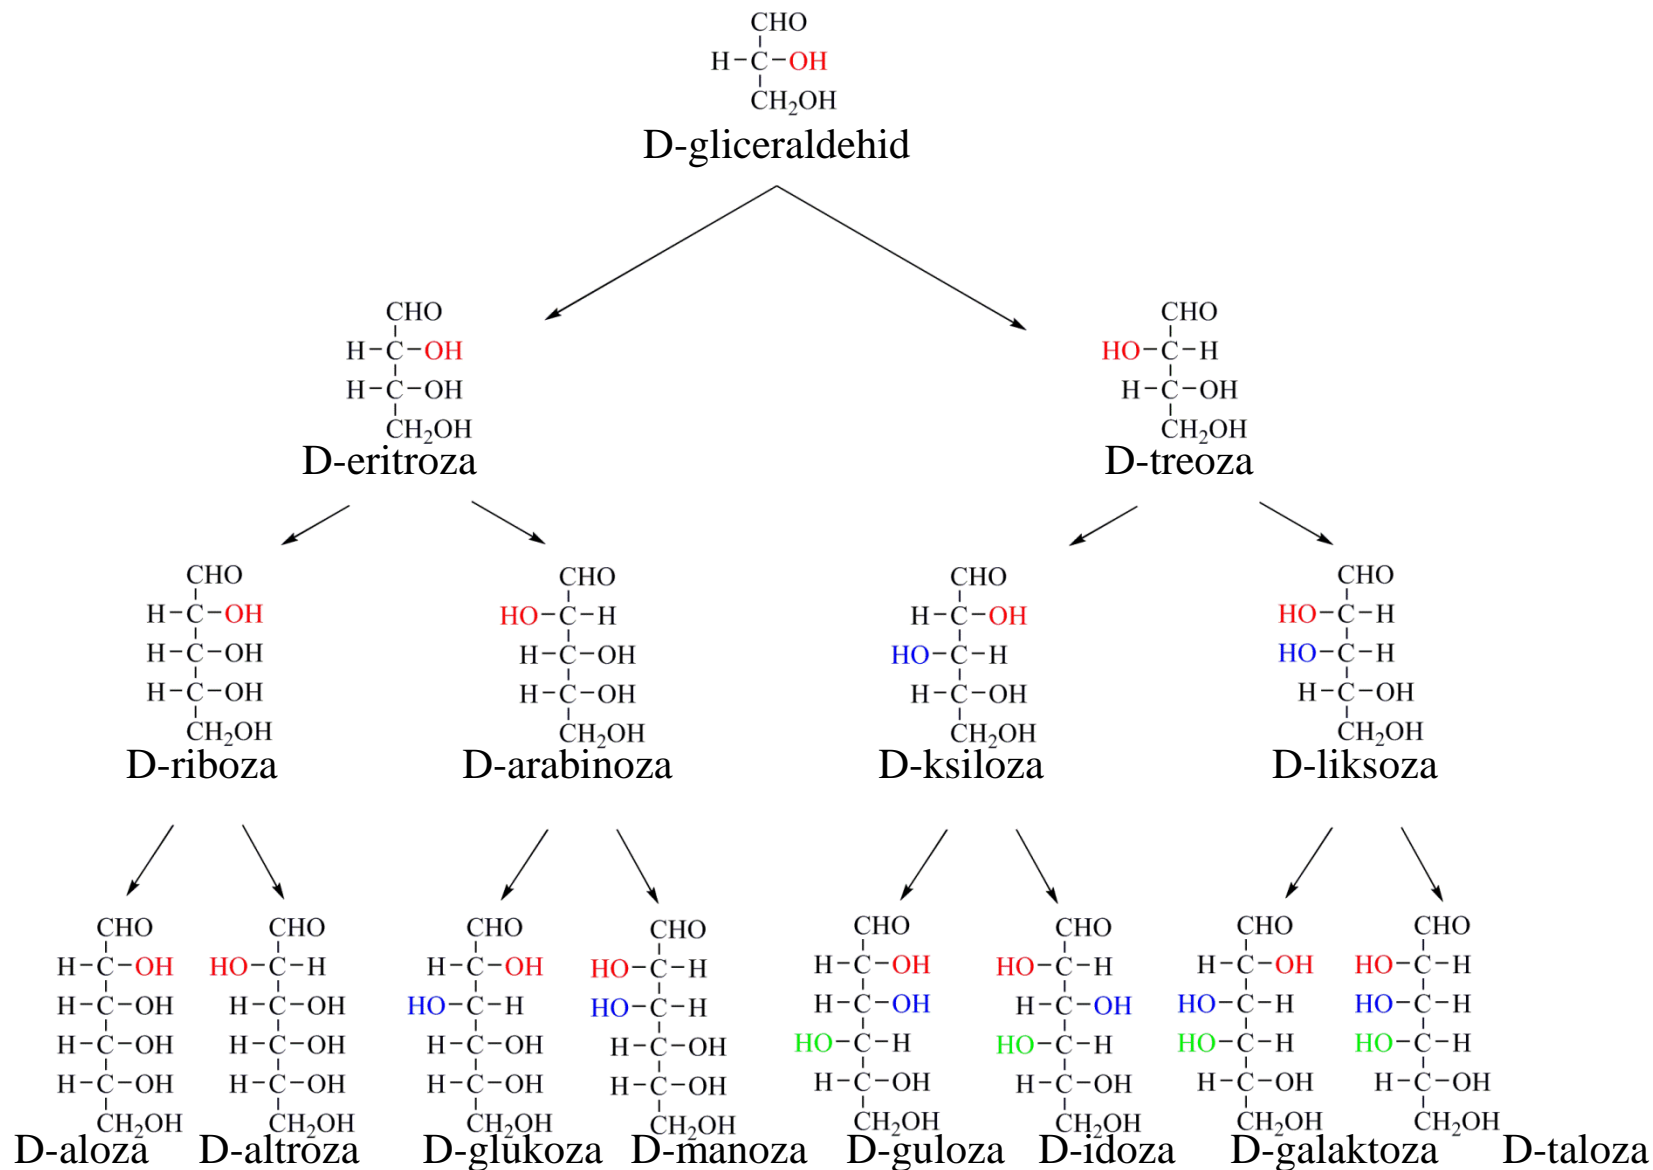 CHO
H-C-OH
CH₂OH
D-gliceraldehid
CHO CHO
H-C-OH HO-C-H
H-C-OH H-C-OH
CH₂OH CH₂OH
D-eritroza D-treoza
CHO CHO CHO CHO
H-C-OH HO-C-H H-C-OH HO-C-H
H-C-OH H-C-OH HO-C-H HO-C-H
H-C-OH H-C-OH H-C-OH H-C-OH
CH₂OH CH₂OH CH₂OH CH₂OH
D-riboza D-arabinoza D-ksiloza D-liksoza
CHO CHO CHO CHO CHO CHO CHO CHO
H-C-OH HO-C-H H-C-OH HO-C-H H-C-OH HO-C-H H-C-OH HO-C-H
H-C-OH H-C-OH HO-C-H HO-C-H H-C-OH H-C-OH HO-C-H HO-C-H
H-C-OH H-C-OH H-C-OH H-C-OH HO-C-H HO-C-H HO-C-H HO-C-H
H-C-OH H-C-OH H-C-OH H-C-OH H-C-OH H-C-OH H-C-OH H-C-OH
CH₂OH CH₂OH CH₂OH CH₂OH CH₂OH CH₂OH CH₂OH CH₂OH
D-aloza D-altroza D-glukoza D-manoza D-guloza D-idoza D-galaktoza D-taloza